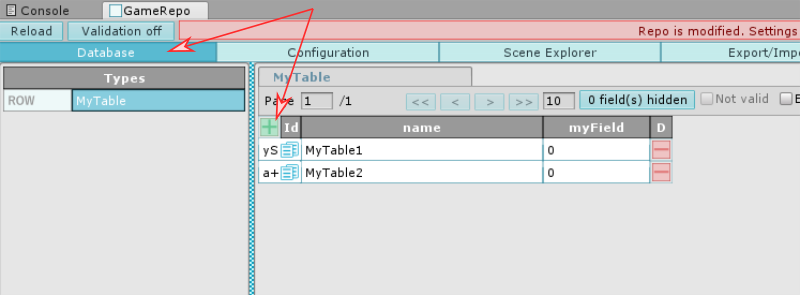 Console GameRepo
Reload Validation off Repo is modified. Settings
Database Configuration Scene Explorer Export/Impo
Types
ROW MyTable
MyTable
Page 1 /1 << < > >> 10 0 field(s) hidden Not valid
Id name myField D
yS MyTable1 0
a+ MyTable2 0